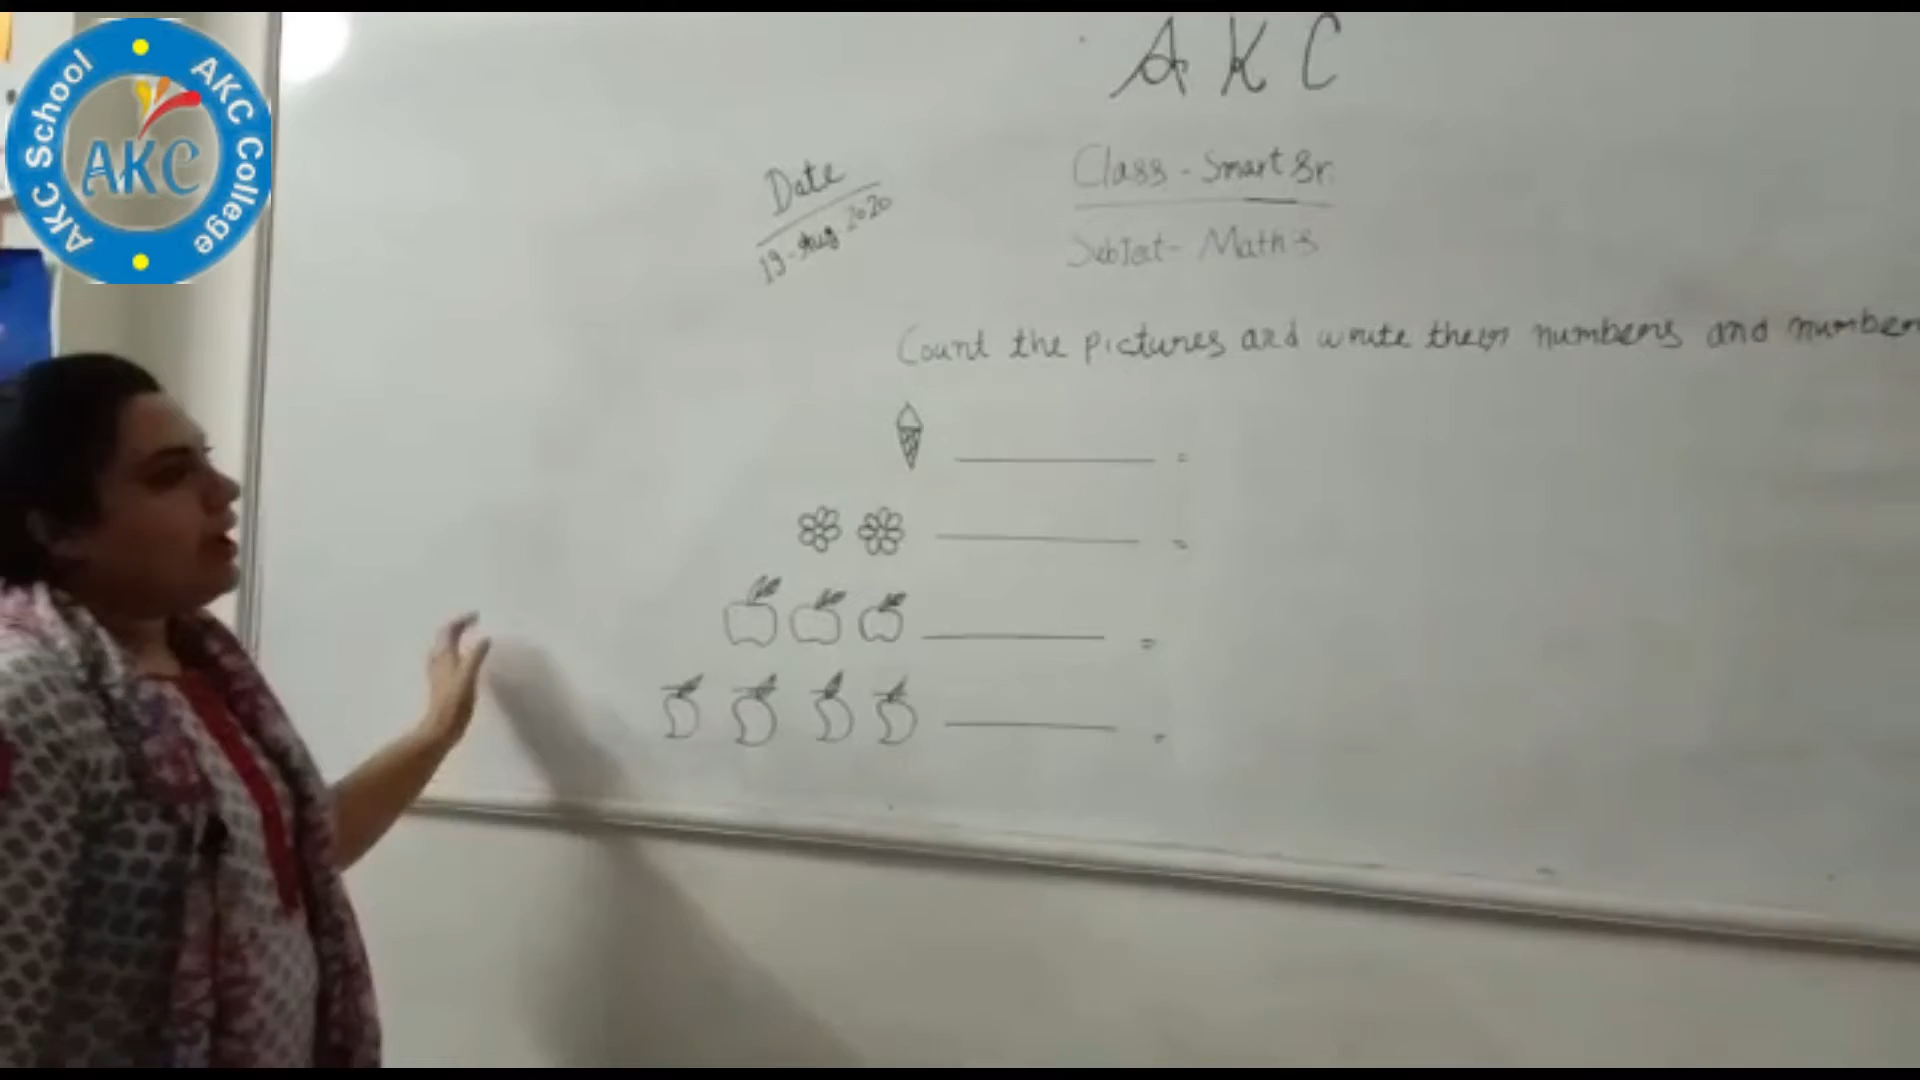 AKC School
AKC College
AKC
A K C
Date
19-Aug 2020
Class - Smart Sr.
Subject - Maths
Count the pictures and write their numbers and number
=
=
=